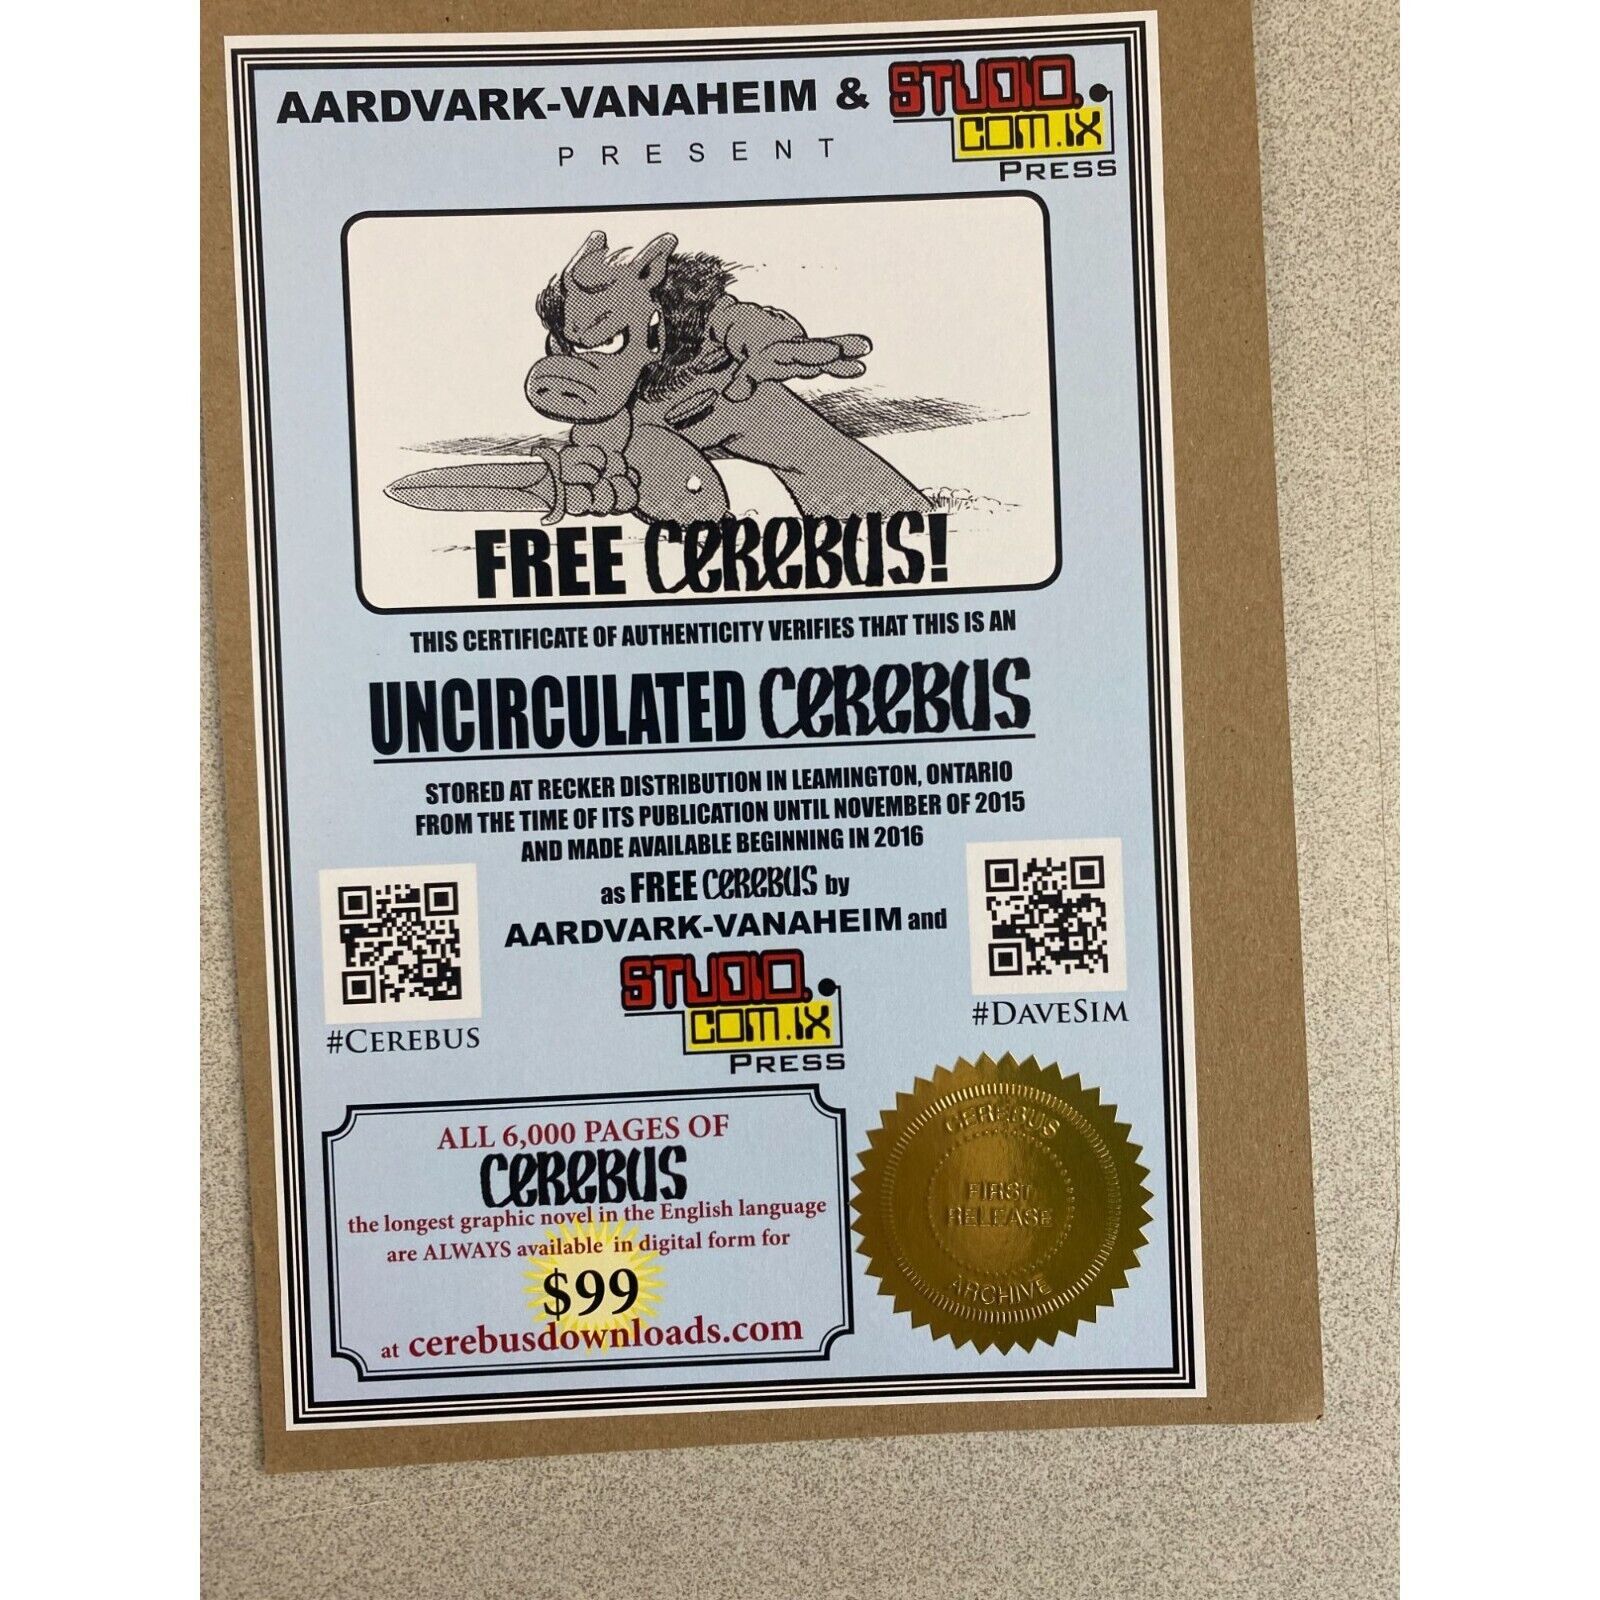 AARDVARK-VANAHEIM & STUDIO.
COM.IX
PRESS
PRESENT
FREE CEREBUS!
THIS CERTIFICATE OF AUTHENTICITY VERIFIES THAT THIS IS AN
UNCIRCULATED CEREBUS
STORED AT RECKER DISTRIBUTION IN LEAMINGTON, ONTARIO
FROM THE TIME OF ITS PUBLICATION UNTIL NOVEMBER OF 2015
AND MADE AVAILABLE BEGINNING IN 2016
as FREE CEREBUS by
AARDVARK-VANAHEIM and
STUDIO.
COM.IX
PRESS
#CEREBUS
#DAVESIM
ALL 6,000 PAGES OF
CEREBUS
the longest graphic novel in the English language
are ALWAYS available in digital form for
$99
at cerebusdownloads.com
CEREBUS
FIRST
RELEASE
ARCHIVE